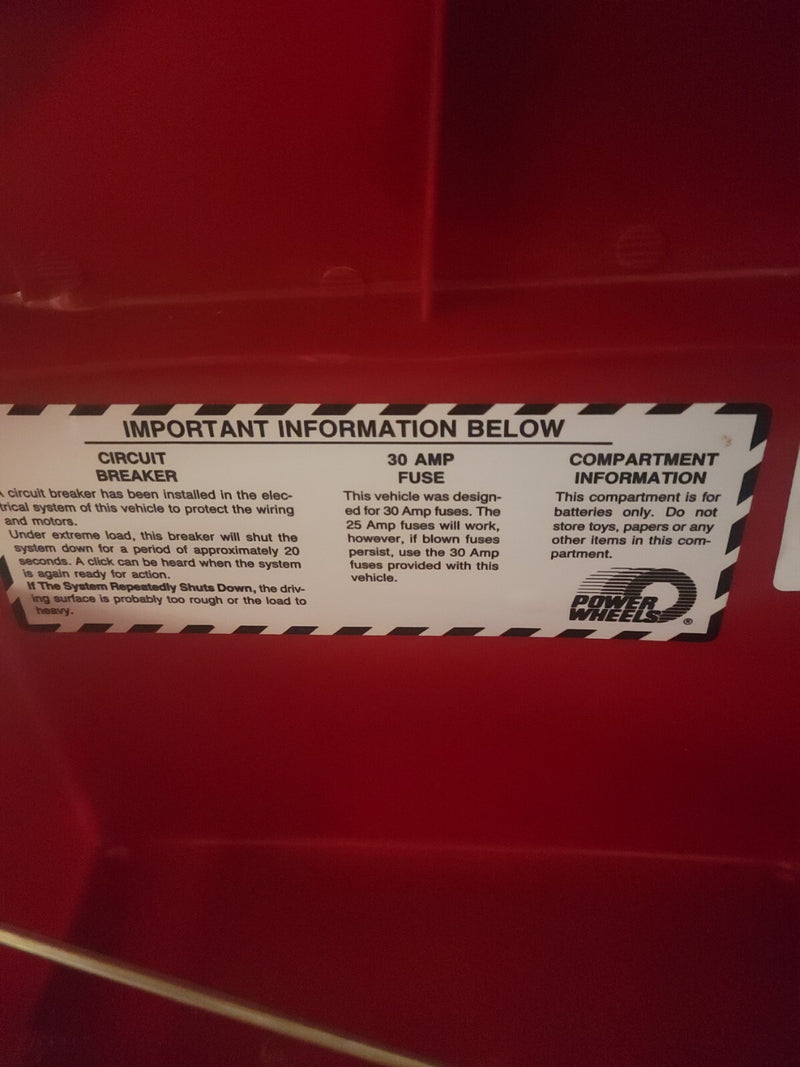 IMPORTANT INFORMATION BELOW
CIRCUIT
BREAKER
A circuit breaker has been installed in the elec-
trical system of this vehicle to protect the wiring
and motors.
Under extreme load, this breaker will shut the
system down for a period of approximately 20
seconds. A click can be heard when the system
is again ready for action.
If The System Repeatedly Shuts Down, the driv-
ing surface is probably too rough or the load to
heavy.
30 AMP
FUSE
This vehicle was design-
ed for 30 Amp fuses. The
25 Amp fuses will work,
however, if blown fuses
persist, use the 30 Amp
fuses provided with this
vehicle.
COMPARTMENT
INFORMATION
This compartment is for
batteries only. Do not
store toys, papers or any
other items in this com-
partment.
POWER
WHEELS®